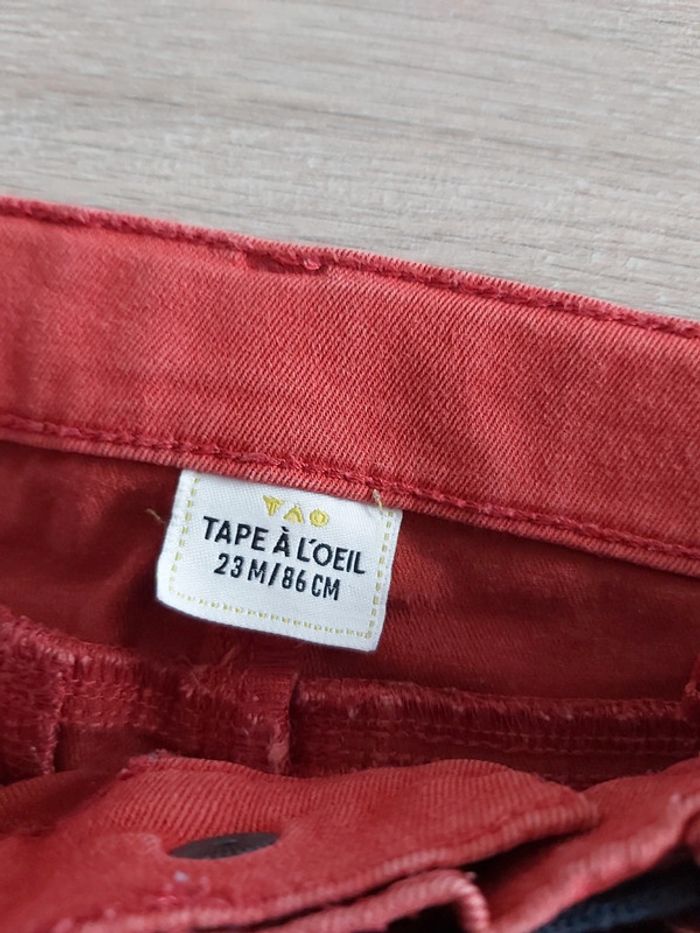 TAO
TAPE À L'OEIL
23 M/86 CM